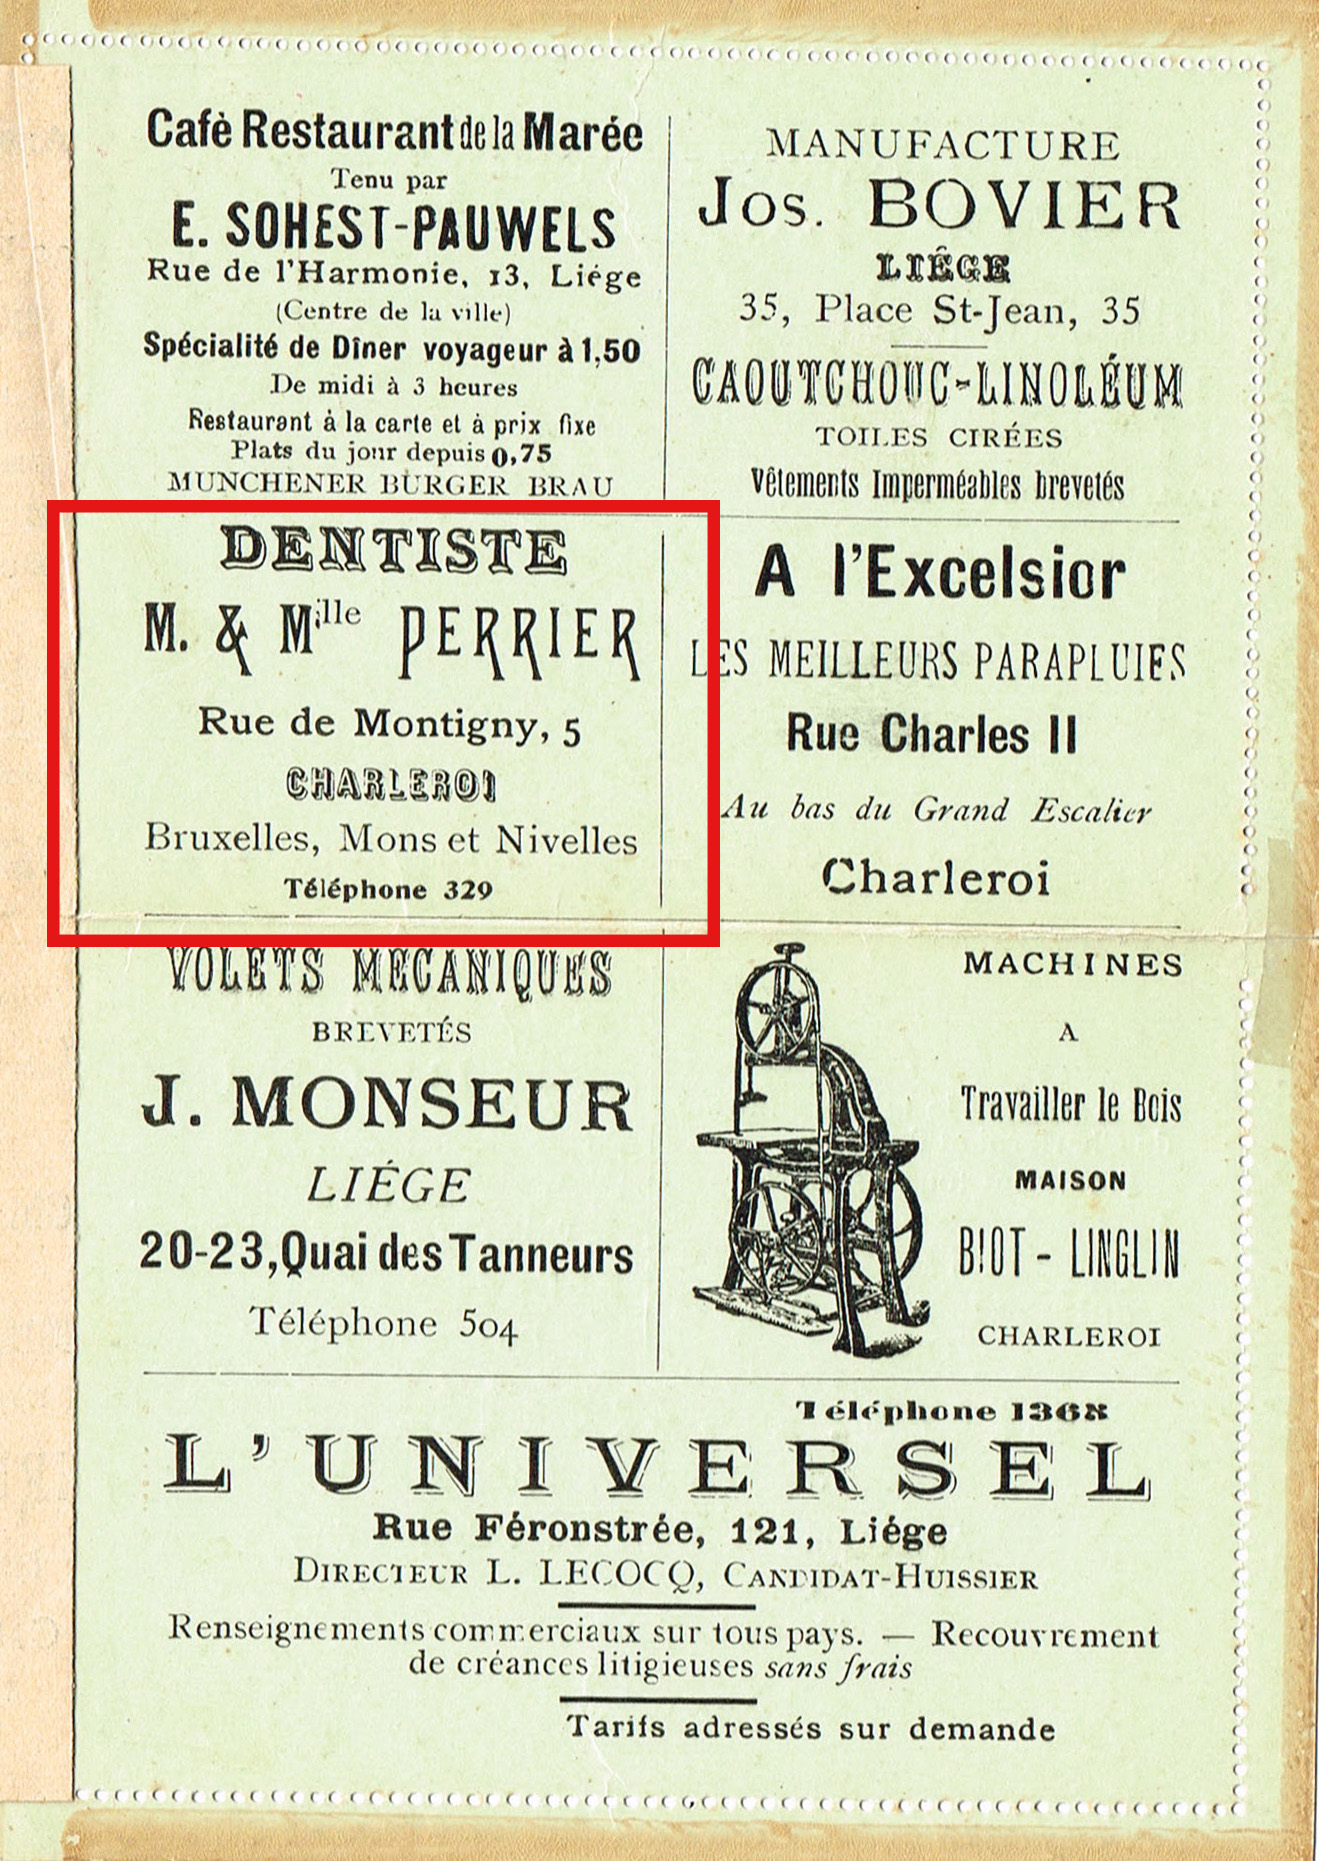 Cafè Restaurant de la Marée
Tenu par
E. SOHEST-PAUWELS
Rue de l'Harmonie, 13, Liége
(Centre de la ville)
Spécialité de Dîner voyageur à 1,50
De midi à 3 heures
Restaurant à la carte et à prix fixe
Plats du jour depuis 0,75
MUNCHENER BURGER BRAU
MANUFACTURE
Jos. BOVIER
LIÉGE
35, Place St-Jean, 35
CAOUTCHOUC-LINOLÉUM
TOILES CIRÉES
Vêtements Imperméables brevetés
DENTISTE
M. & Mille PERRIER
Rue de Montigny, 5
CHARLEROI
Bruxelles, Mons et Nivelles
Téléphone 329
A l'Excelsior
LES MEILLEURS PARAPLUIES
Rue Charles II
Au bas du Grand Escalier
Charleroi
VOLETS MECANIQUES
BREVETÉS
J. MONSEUR
LIÉGE
20-23, Quai des Tanneurs
Téléphone 504
MACHINES
A
Travailler le Bois
MAISON
BIOT - LINGLIN
CHARLEROI
Téléphone 1368
L'UNIVERSEL
Rue Féronstrée, 121, Liége
DIRECTEUR L. LECOCQ, CANDIDAT-HUISSIER
Renseignements commerciaux sur tous pays. — Recouvrement
de créances litigieuses sans frais
Tarifs adressés sur demande